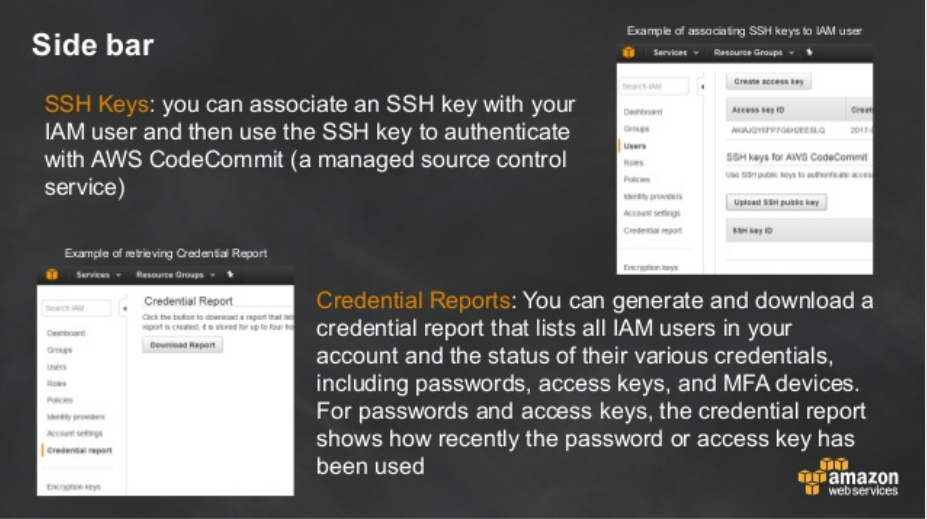 Side bar
Example of associating SSH keys to IAM user
Services
Resource Groups
Search IAM
Dashboard
Groups
Users
Roles
Policies
Identity providers
Account settings
Credential report
Encryption keys
Create access key
Access key ID
Creat
2017-
SSH keys for AWS CodeCommit
Use SSH public keys to authenticate acces
Upload SSH public key
SSH key ID
SSH Keys: you can associate an SSH key with your
IAM user and then use the SSH key to authenticate
with AWS CodeCommit (a managed source control
service)
Example of retrieving Credential Report
Services
Resource Groups
Search IAM
Dashboard
Groups
Users
Roles
Policies
Identity providers
Account settings
Credential report
Encryption keys
Credential Report
Click the button to download a report that lists
report is created, it is stored for up to four ho
Download Report
Credential Reports: You can generate and download a
credential report that lists all IAM users in your
account and the status of their various credentials,
including passwords, access keys, and MFA devices.
For passwords and access keys, the credential report
shows how recently the password or access key has
been used
amazon
web services